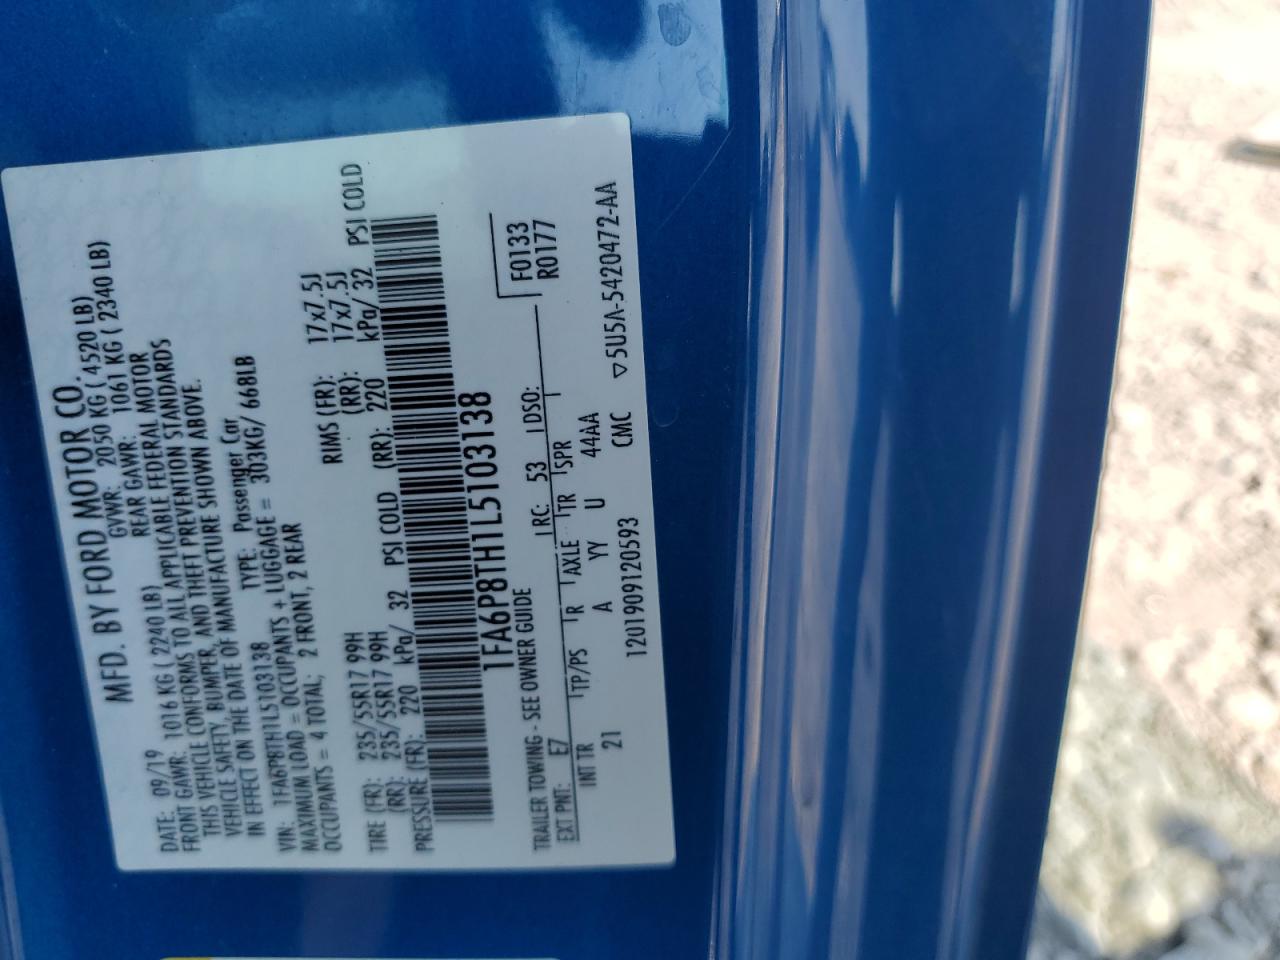 MFD. BY FORD MOTOR CO.
DATE: 09/19 GVWR: 2050 KG ( 4520 LB)
FRONT GAWR: 1016 KG ( 2240 LB) REAR GAWR: 1061 KG ( 2340 LB)
THIS VEHICLE CONFORMS TO ALL APPLICABLE FEDERAL MOTOR
VEHICLE SAFETY, BUMPER, AND THEFT PREVENTION STANDARDS
IN EFFECT ON THE DATE OF MANUFACTURE SHOWN ABOVE.
VIN: 1FA6P8TH1L5103138 TYPE: Passenger Car
MAXIMUM LOAD = OCCUPANTS + LUGGAGE = 303KG/ 668LB
OCCUPANTS = 4 TOTAL; 2 FRONT, 2 REAR
TIRE (FR): 235/55R17 99H RIMS (FR): 17x7.5J
(RR): 235/55R17 99H (RR): 17x7.5J
PRESSURE (FR): 220 kPa/ 32 PSI COLD (RR): 220 kPa/ 32 PSI COLD
1FA6P8TH1L5103138
F0133
R0177
TRAILER TOWING - SEE OWNER GUIDE
EXT PNT: E7 RC: 53 DSO:
INT TR TP/PS R AXLE TR SPR
21 A YY U 44AA
1201909120593 CMC ▽5U5A-5420472-AA